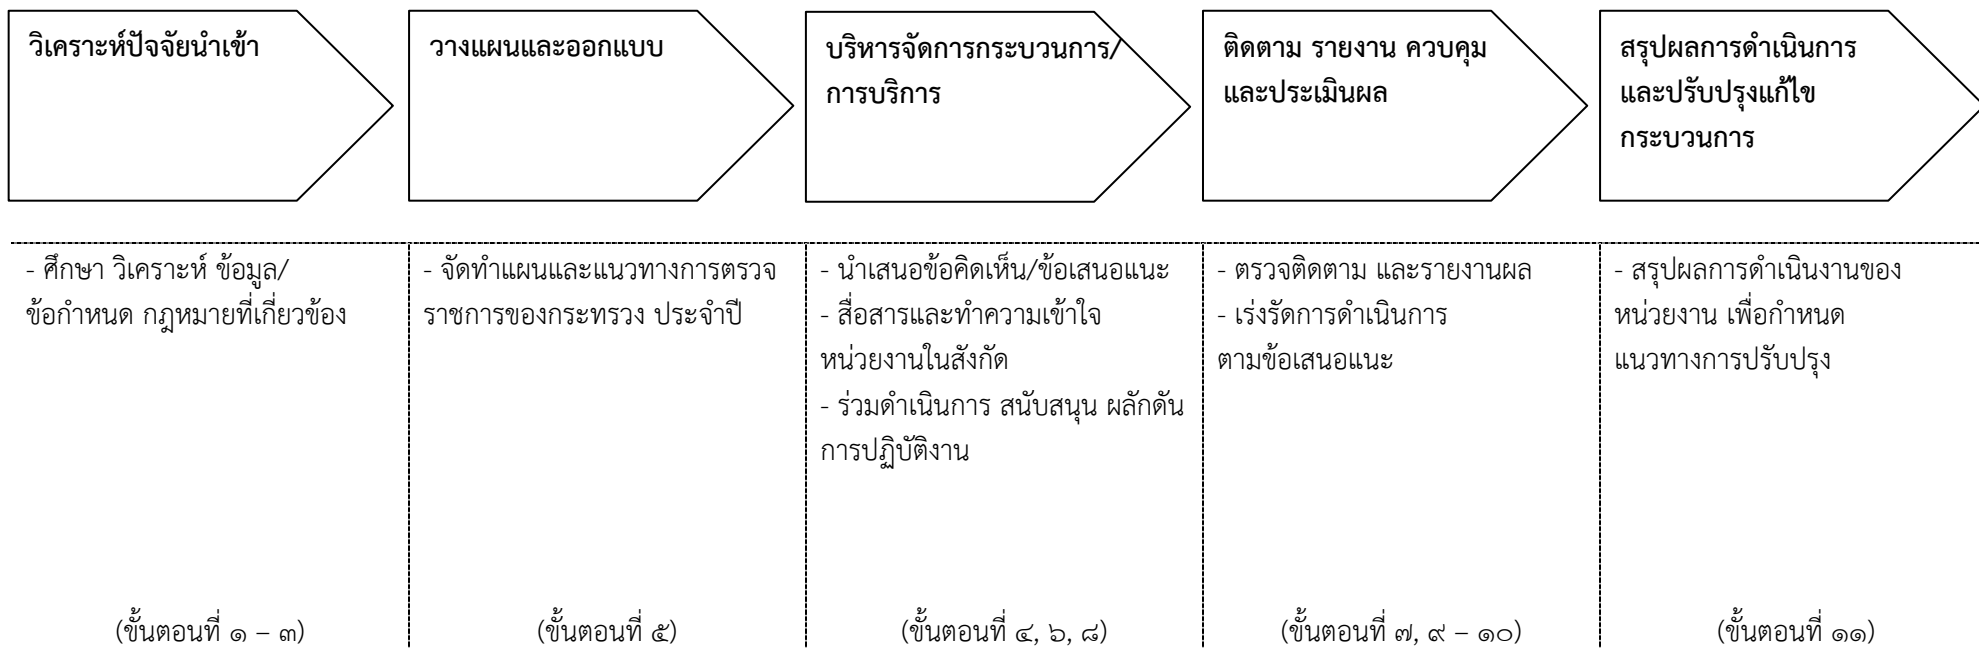 วิเคราะห์ปัจจัยนำเข้า
วางแผนและออกแบบ
บริหารจัดการกระบวนการ/
การบริการ
ติดตาม รายงาน ควบคุม
และประเมินผล
สรุปผลการดำเนินการ
และปรับปรุงแก้ไข
กระบวนการ
- ศึกษา วิเคราะห์ ข้อมูล/
ข้อกำหนด กฎหมายที่เกี่ยวข้อง
(ขั้นตอนที่ ๑ – ๓)
- จัดทำแผนและแนวทางการตรวจ
ราชการของกระทรวง ประจำปี
(ขั้นตอนที่ ๕)
- นำเสนอข้อคิดเห็น/ข้อเสนอแนะ
- สื่อสารและทำความเข้าใจ
หน่วยงานในสังกัด
- ร่วมดำเนินการ สนับสนุน ผลักดัน
การปฏิบัติงาน
(ขั้นตอนที่ ๔, ๖, ๘)
- ตรวจติดตาม และรายงานผล
- เร่งรัดการดำเนินการ
ตามข้อเสนอแนะ
(ขั้นตอนที่ ๗, ๙ – ๑๐)
- สรุปผลการดำเนินงานของ
หน่วยงาน เพื่อกำหนด
แนวทางการปรับปรุง
(ขั้นตอนที่ ๑๑)